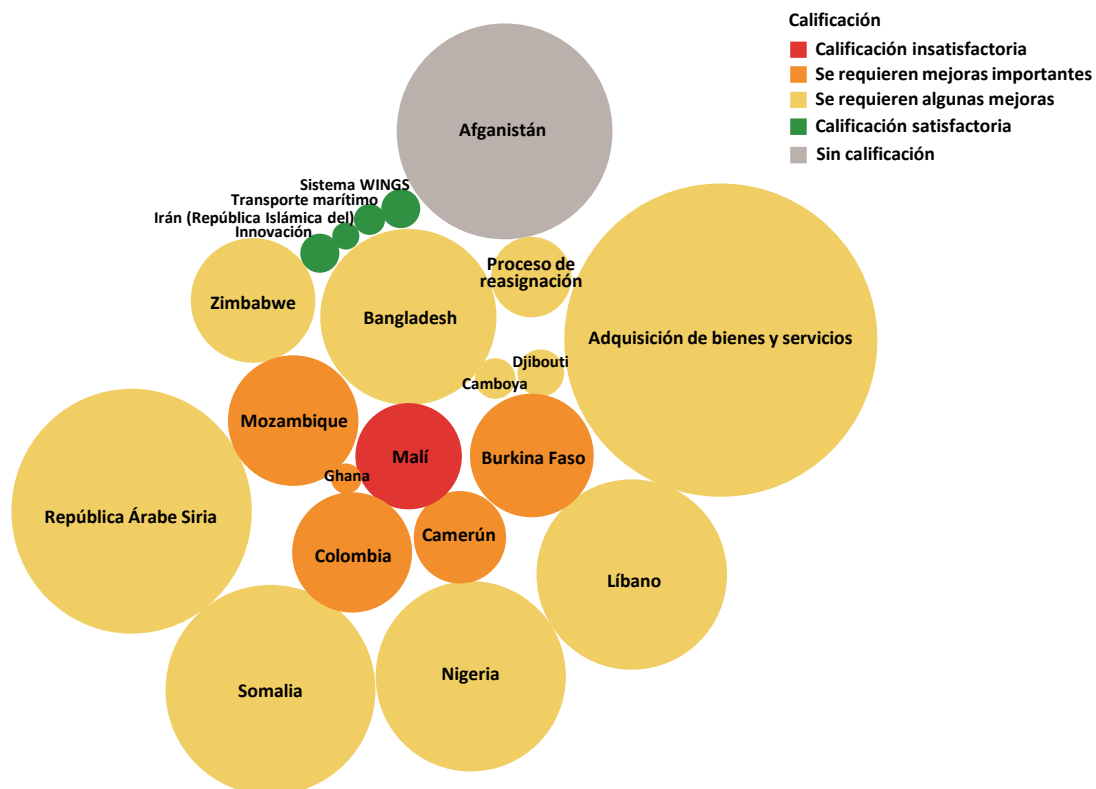 Calificación
Calificación insatisfactoria
Se requieren mejoras importantes
Se requieren algunas mejoras
Calificación satisfactoria
Sin calificación
Afganistán
Sistema WINGS
Transporte marítimo
Irán (República Islámica del)
Innovación
Proceso de
reasignación
Zimbabwe
Bangladesh
Adquisición de bienes y servicios
Djibouti
Camboya
Mozambique
Malí
Burkina Faso
Ghana
República Árabe Siria
Camerún
Colombia
Líbano
Nigeria
Somalia